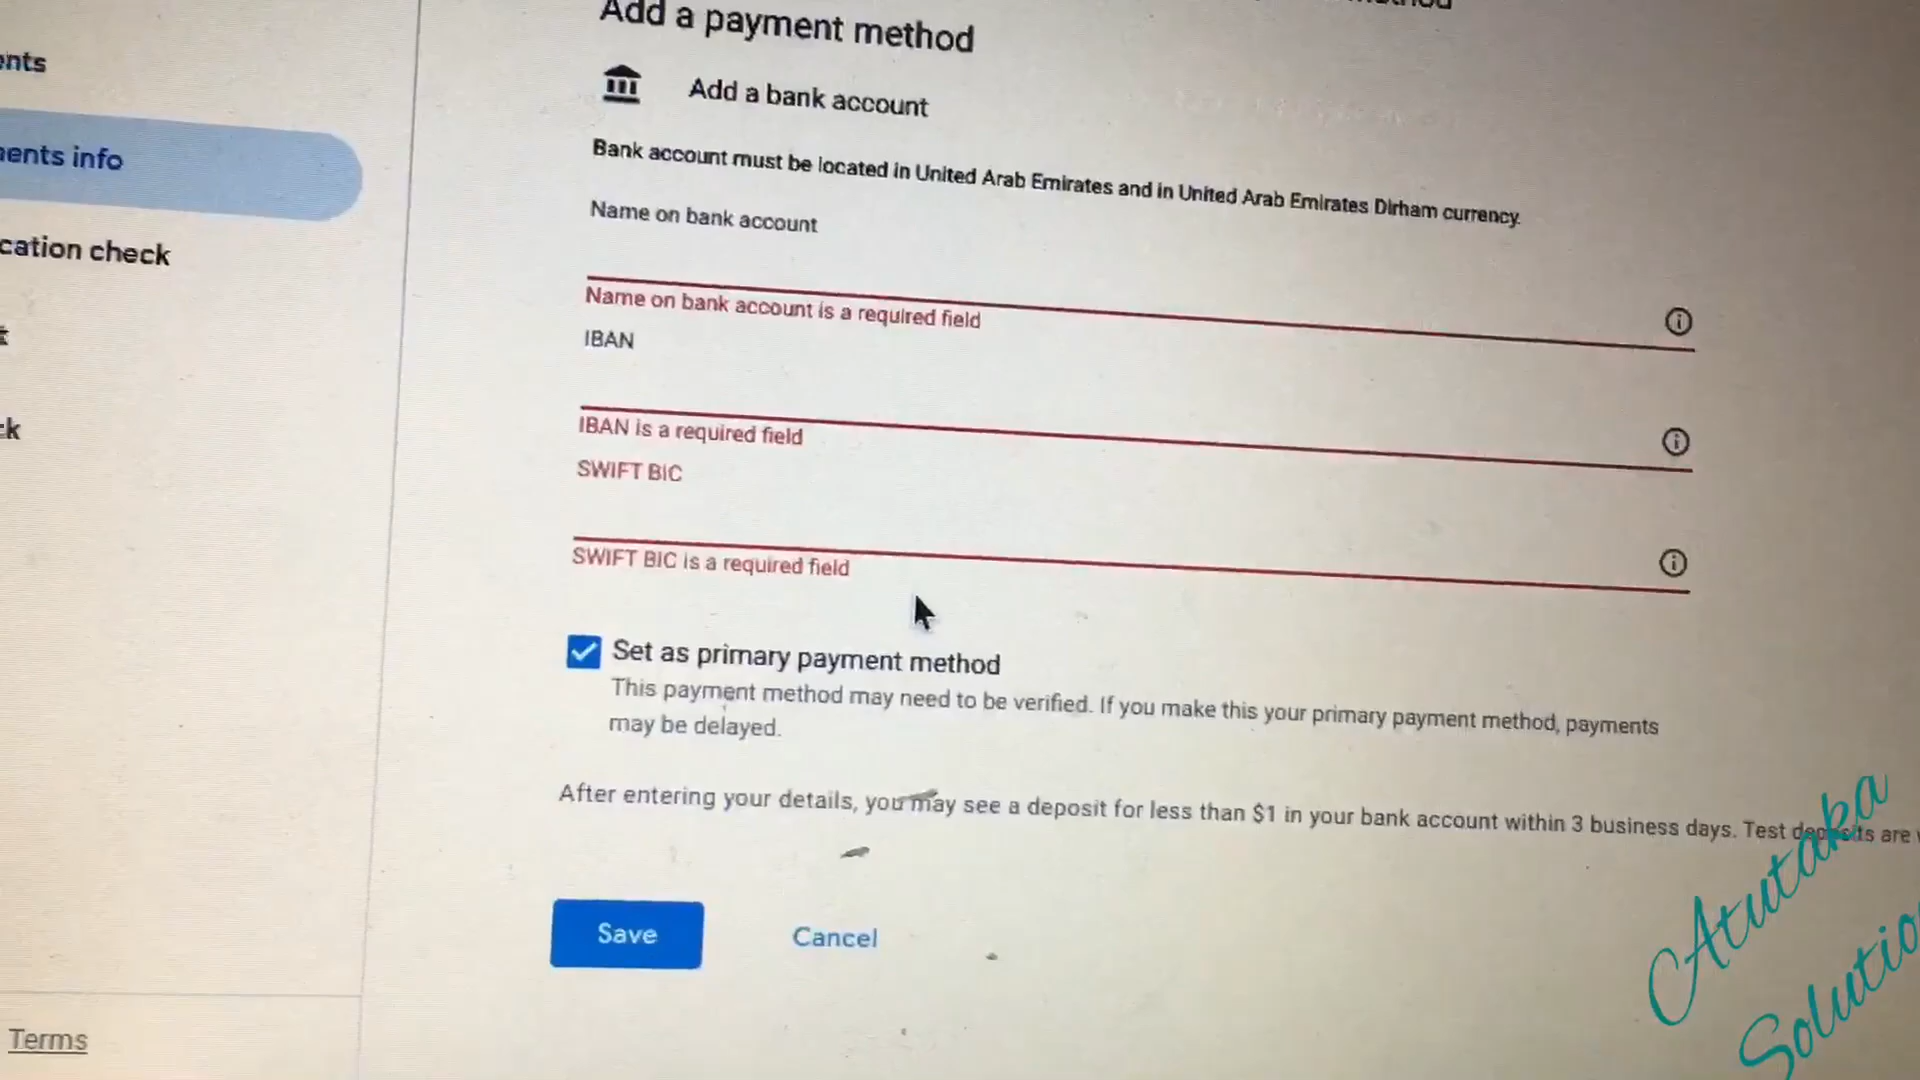 Add a payment method
Add a bank account
Bank account must be located in United Arab Emirates and in United Arab Emirates Dirham currency.
Name on bank account
Name on bank account is a required field
IBAN
IBAN is a required field
SWIFT BIC
SWIFT BIC is a required field
Set as primary payment method
This payment method may need to be verified. If you make this your primary payment method, payments
may be delayed.
After entering your details, you may see a deposit for less than $1 in your bank account within 3 business days. Test deposits are
Save
Cancel
ents
ents info
cation check
Terms
Atutaka
Solutio